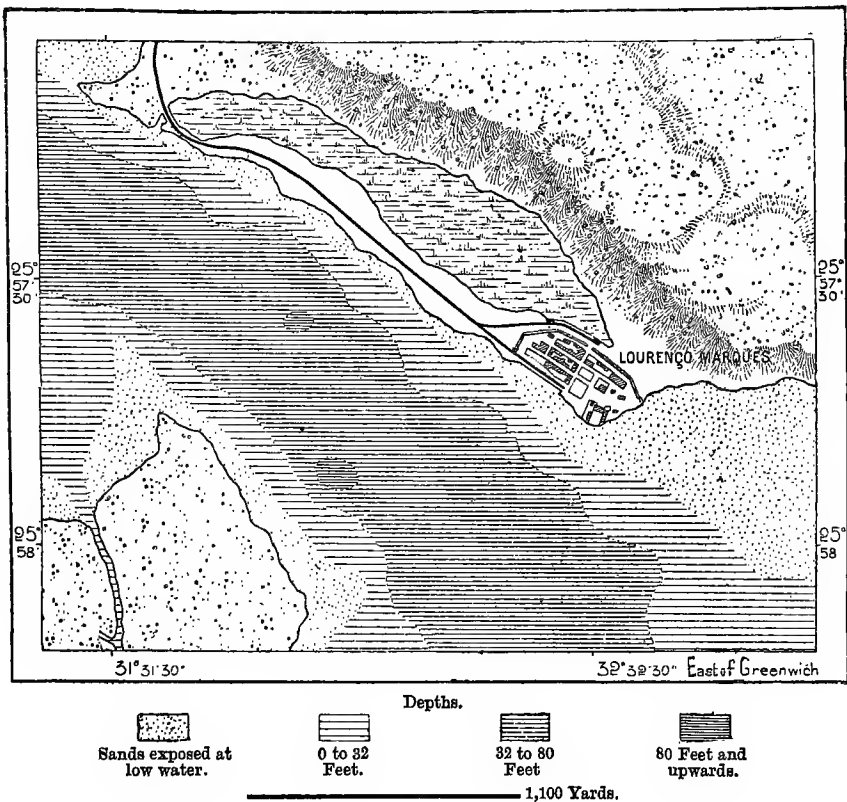 25°
57'
30"
25°
57'
30"
LOURENÇO MARQUES
25°
58'
25°
58'
31° 31'30"
32° 32'30" East of Greenwich
Depths.
Sands exposed at
low water.
0 to 32
Feet.
32 to 80
Feet
80 Feet and
upwards.
1,100 Yards.